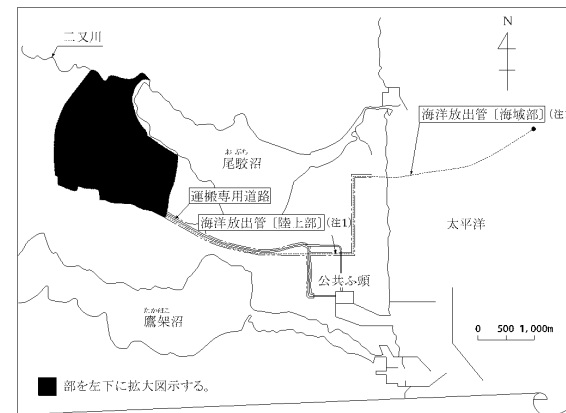 二又川
N
海洋放出管〔海域部〕(注
おぶち
尾駮沼
運搬専用道路
海洋放出管〔陸上部〕(注1)
太平洋
公共ふ頭
たかほこ
鷹架沼
0 500 1,000m
部を左下に拡大図示する。